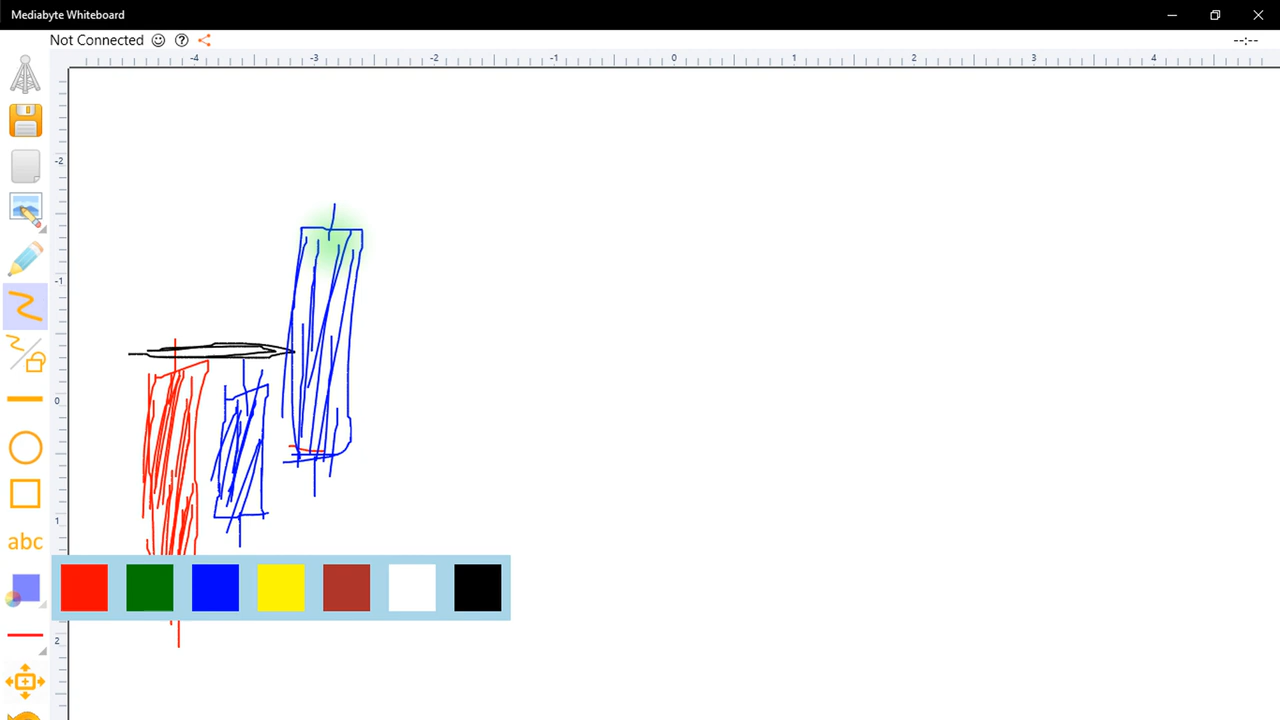 Mediabyte Whiteboard
Not Connected
--:--
-4 -3 -2 -1 0 1 2 3 4
-2
-1
0
1
2
abc